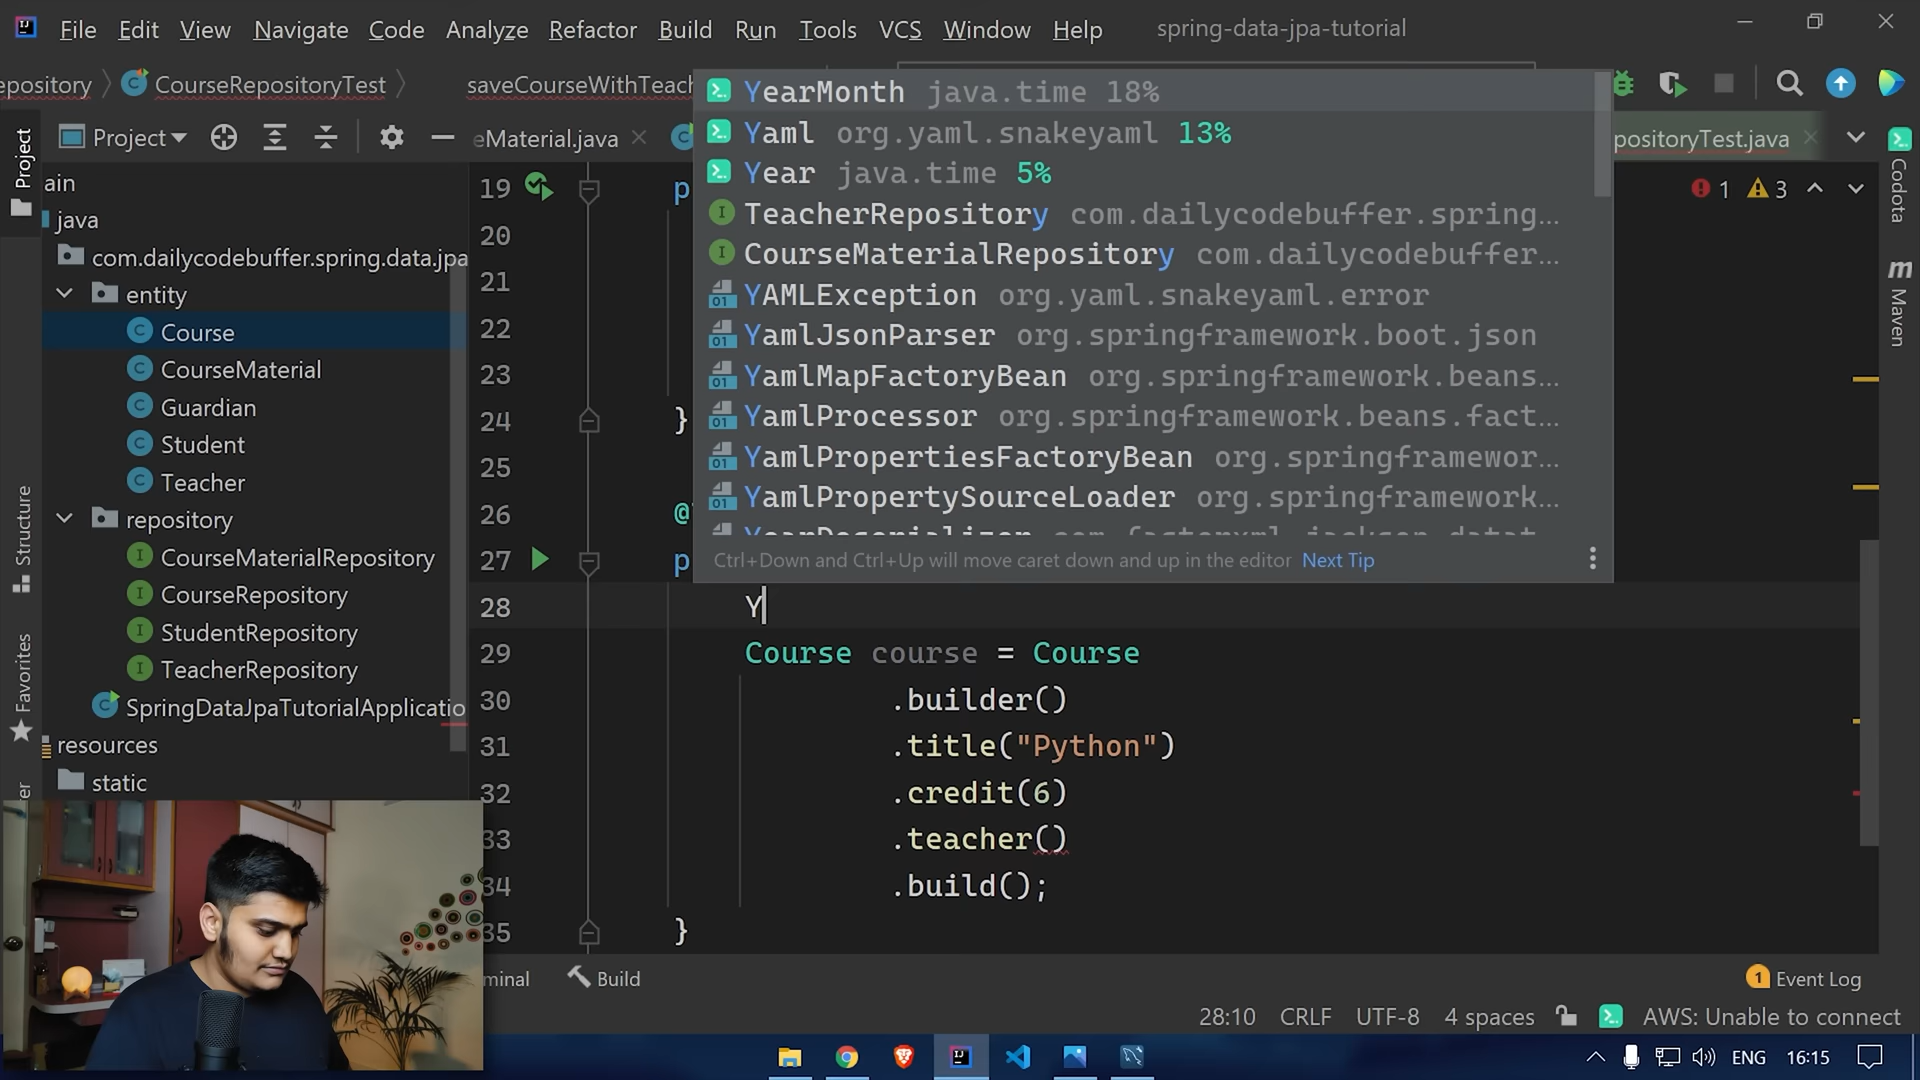 File Edit View Navigate Code Analyze Refactor Build Run Tools VCS Window Help spring-data-jpa-tutorial
epository CourseRepositoryTest saveCourseWithTeach
Project
eMaterial.java
positoryTest.java
YearMonth java.time 18%
Yaml org.yaml.snakeyaml 13%
Year java.time 5%
TeacherRepository com.dailycodebuffer.spring…
CourseMaterialRepository com.dailycodebuffer…
YAMLException org.yaml.snakeyaml.error
YamlJsonParser org.springframework.boot.json
YamlMapFactoryBean org.springframework.beans…
YamlProcessor org.springframework.beans.fact…
YamlPropertiesFactoryBean org.springframewor…
YamlPropertySourceLoader org.springframework…
Ctrl+Down and Ctrl+Up will move caret down and up in the editor Next Tip
1 3
Project
Structure
Favorites
Codota
Maven
ain
java
com.dailycodebuffer.spring.data.jpa
entity
Course
CourseMaterial
Guardian
Student
Teacher
repository
CourseMaterialRepository
CourseRepository
StudentRepository
TeacherRepository
SpringDataJpaTutorialApplicatio
resources
static
19 p
20
21
22
23
24 }
25
26 @
27 p
28 Y
29 Course course = Course
30 .builder()
31 .title("Python")
32 .credit(6)
33 .teacher()
34 .build();
35 }
minal Build 1 Event Log
28:10 CRLF UTF-8 4 spaces AWS: Unable to connect
ENG 16:15